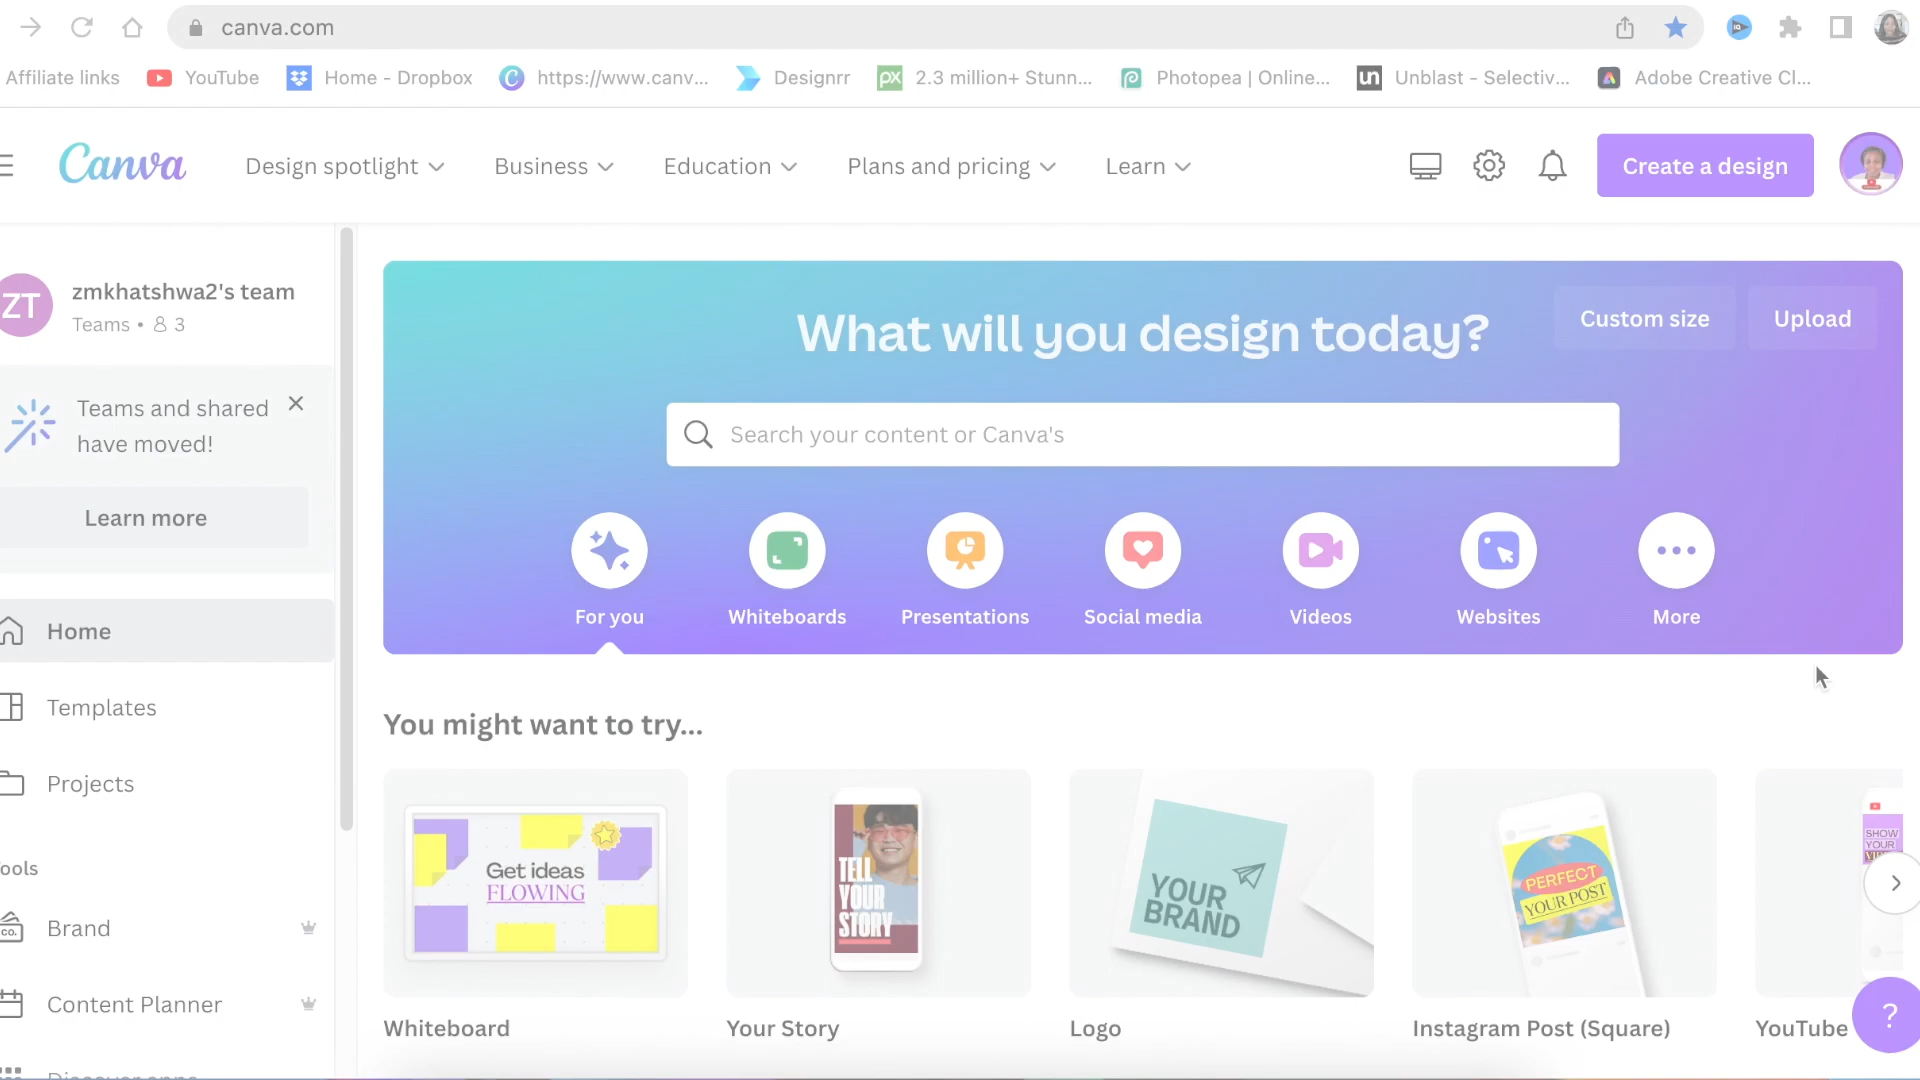 canva.com
Affiliate links
YouTube
Home - Dropbox
https://www.canv...
Designrr
2.3 million+ Stunn...
Photopea | Online...
Unblast - Selectiv...
Adobe Creative Cl...
Canva
Design spotlight
Business
Education
Plans and pricing
Learn
Create a design
ZT
zmkhatshwa2's team
Teams • 3
Teams and shared
have moved!
Learn more
Home
Templates
Projects
ools
Brand
Content Planner
What will you design today?
Custom size
Upload
Search your content or Canva's
For you
Whiteboards
Presentations
Social media
Videos
Websites
More
You might want to try...
Get ideas
FLOWING
Whiteboard
TELL
YOUR
STORY
Your Story
YOUR
BRAND
Logo
PERFECT
YOUR POST
Instagram Post (Square)
SHOW
YOUR
YouTube
?